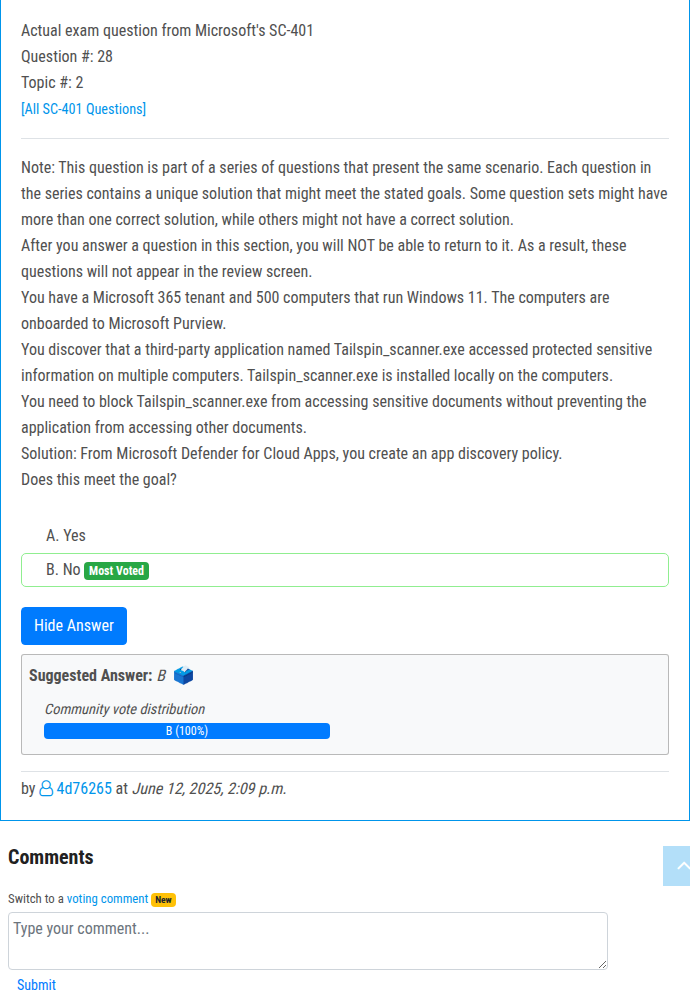 Actual exam question from Microsoft's SC-401
Question #: 28
Topic #: 2
[All SC-401 Questions]
Note: This question is part of a series of questions that present the same scenario. Each question in
the series contains a unique solution that might meet the stated goals. Some question sets might have
more than one correct solution, while others might not have a correct solution.
After you answer a question in this section, you will NOT be able to return to it. As a result, these
questions will not appear in the review screen.
You have a Microsoft 365 tenant and 500 computers that run Windows 11. The computers are
onboarded to Microsoft Purview.
You discover that a third-party application named Tailspin_scanner.exe accessed protected sensitive
information on multiple computers. Tailspin_scanner.exe is installed locally on the computers.
You need to block Tailspin_scanner.exe from accessing sensitive documents without preventing the
application from accessing other documents.
Solution: From Microsoft Defender for Cloud Apps, you create an app discovery policy.
Does this meet the goal?
A. Yes
B. No Most Voted
Hide Answer
Suggested Answer: B
Community vote distribution
B (100%)
by 4d76265 at June 12, 2025, 2:09 p.m.
Comments
Switch to a voting comment New
Type your comment...
Submit